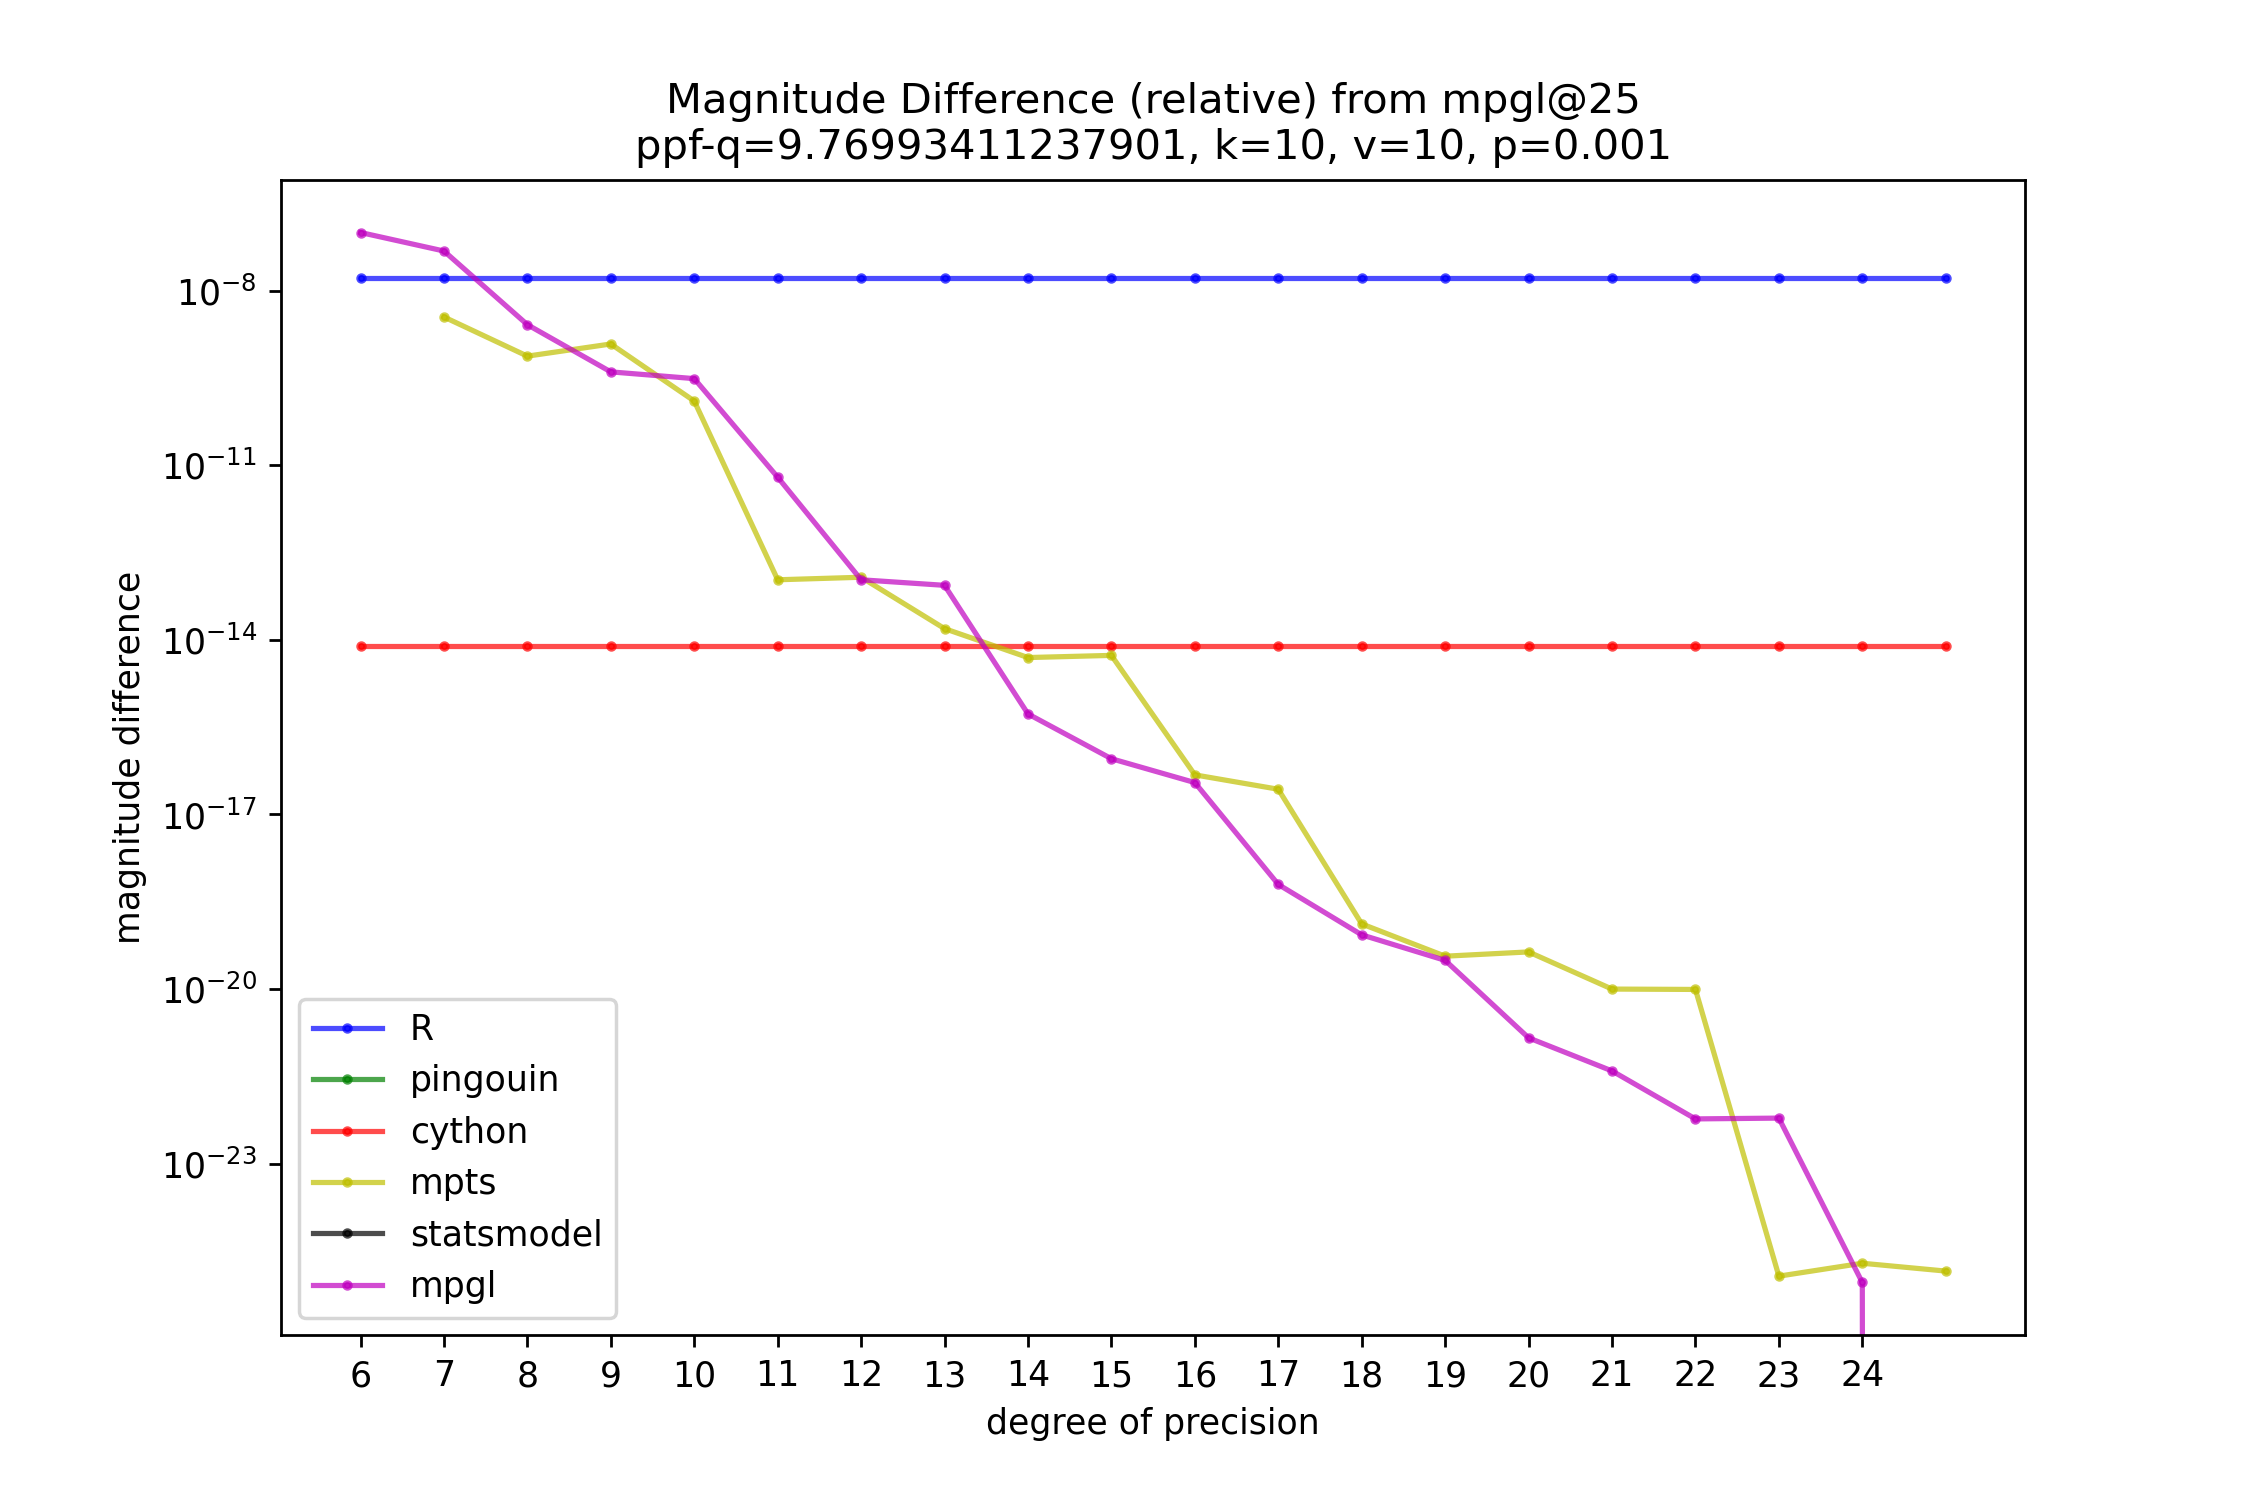 Magnitude Difference (relative) from mpgl@25
ppf-q=9.76993411237901, k=10, v=10, p=0.001
magnitude difference
10⁻⁸
10⁻¹¹
10⁻¹⁴
10⁻¹⁷
10⁻²⁰
10⁻²³
R
pingouin
cython
mpts
statsmodel
mpgl
6 7 8 9 10 11 12 13 14 15 16 17 18 19 20 21 22 23 24
degree of precision